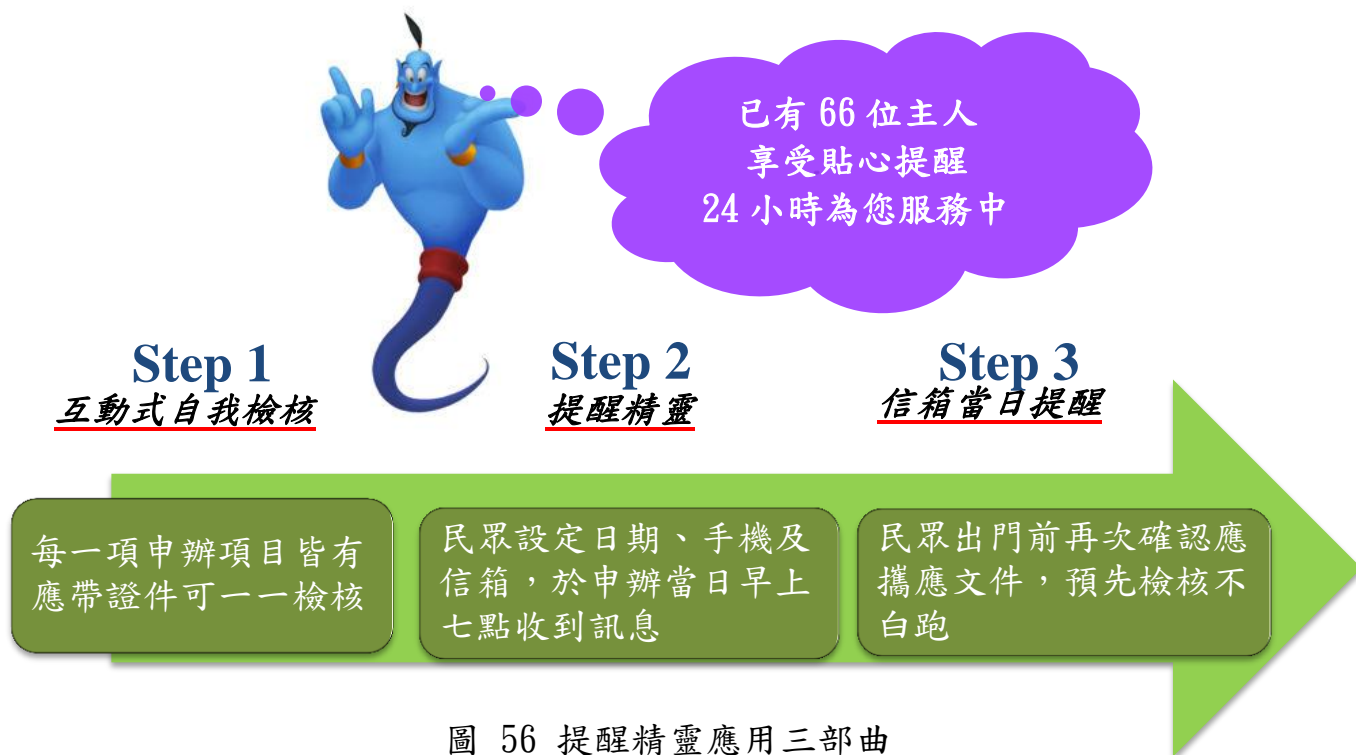 已有 66 位主人
享受貼心提醒
24 小時為您服務中
Step 1
互動式自我檢核
Step 2
提醒精靈
Step 3
信箱當日提醒
每一項申辦項目皆有
應帶證件可一一檢核
民眾設定日期、手機及
信箱，於申辦當日早上
七點收到訊息
民眾出門前再次確認應
攜應文件，預先檢核不
白跑
圖 56 提醒精靈應用三部曲